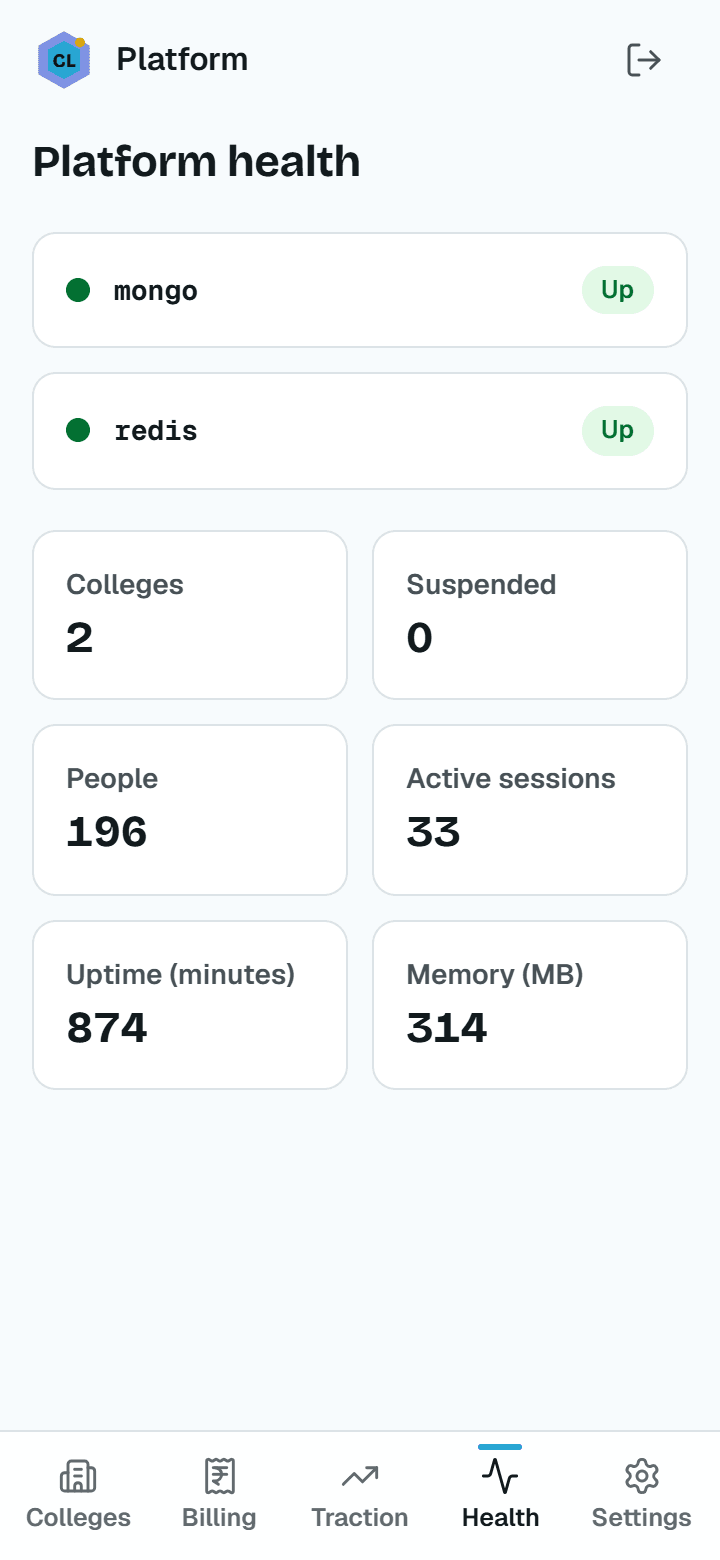 CL Platform
Platform health
mongo Up
redis Up
Colleges Suspended
2 0
People Active sessions
196 33
Uptime (minutes) Memory (MB)
874 314
Colleges Billing Traction Health Settings